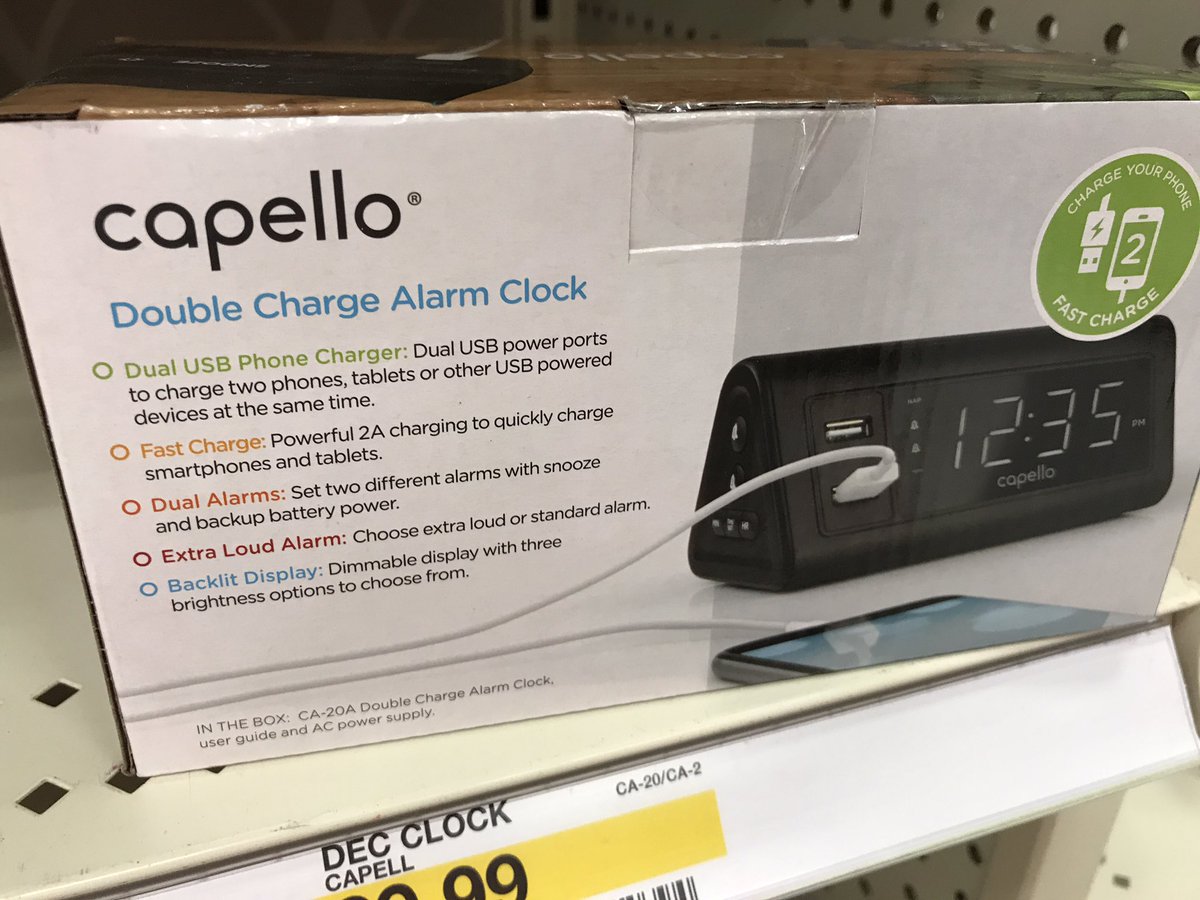 capello®
Double Charge Alarm Clock
Dual USB Phone Charger: Dual USB power ports
to charge two phones, tablets or other USB powered
devices at the same time.
Fast Charge: Powerful 2A charging to quickly charge
smartphones and tablets.
Dual Alarms: Set two different alarms with snooze
and backup battery power.
Extra Loud Alarm: Choose extra loud or standard alarm.
Backlit Display: Dimmable display with three
brightness options to choose from.
IN THE BOX: CA-20A Double Charge Alarm Clock,
user guide and AC power supply.
CHARGE YOUR PHONE
2
FAST CHARGE
NAP
12:35
PM
capello
HR
CA-20/CA-2
DEC CLOCK
CAPELL
.99